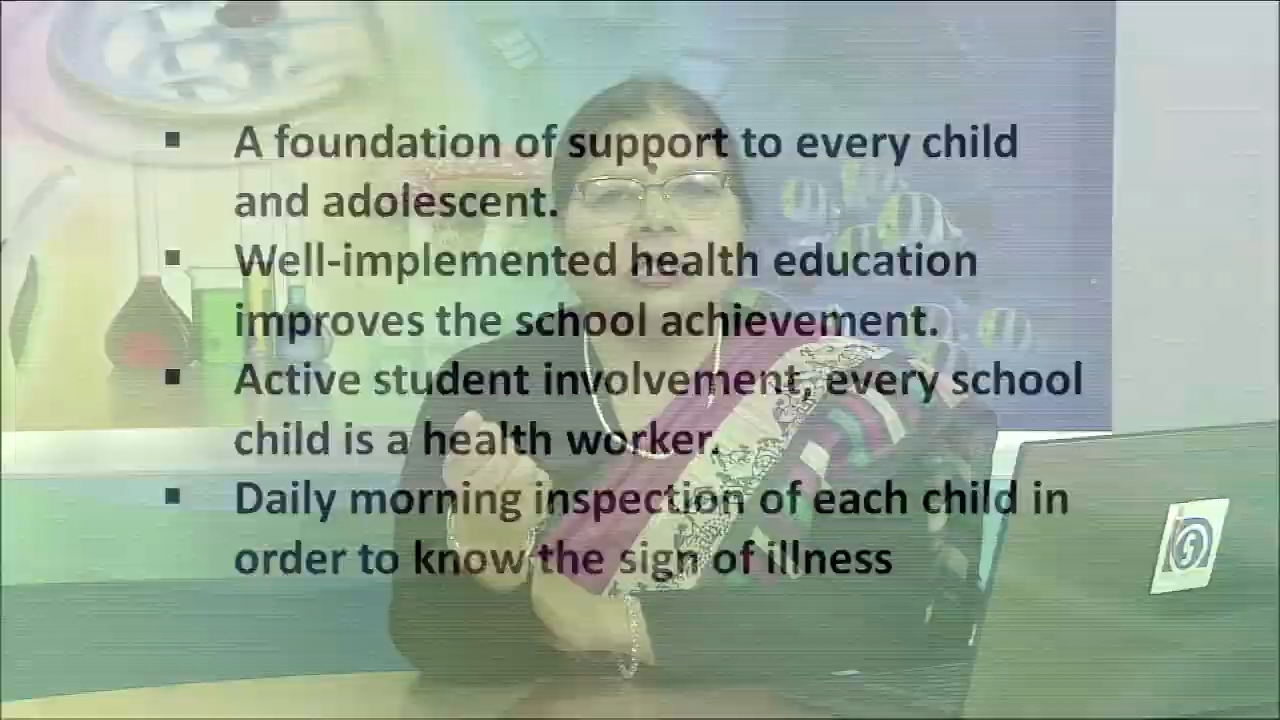 ▪ A foundation of support to every child
and adolescent.
▪ Well-implemented health education
improves the school achievement.
▪ Active student involvement, every school
child is a health worker.
▪ Daily morning inspection of each child in
order to know the sign of illness